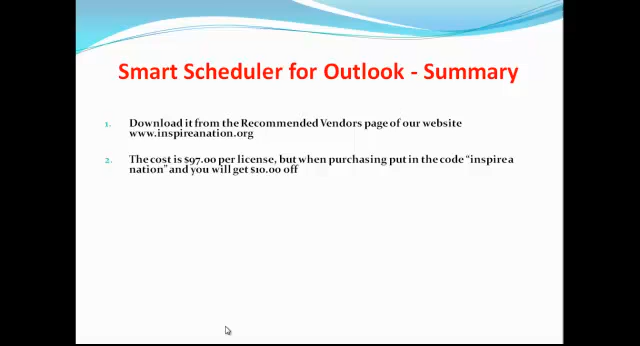 Smart Scheduler for Outlook - Summary
1. Download it from the Recommended Vendors page of our website
www.inspireanation.org
2. The cost is $97.00 per license, but when purchasing put in the code “inspire a
nation” and you will get $10.00 off